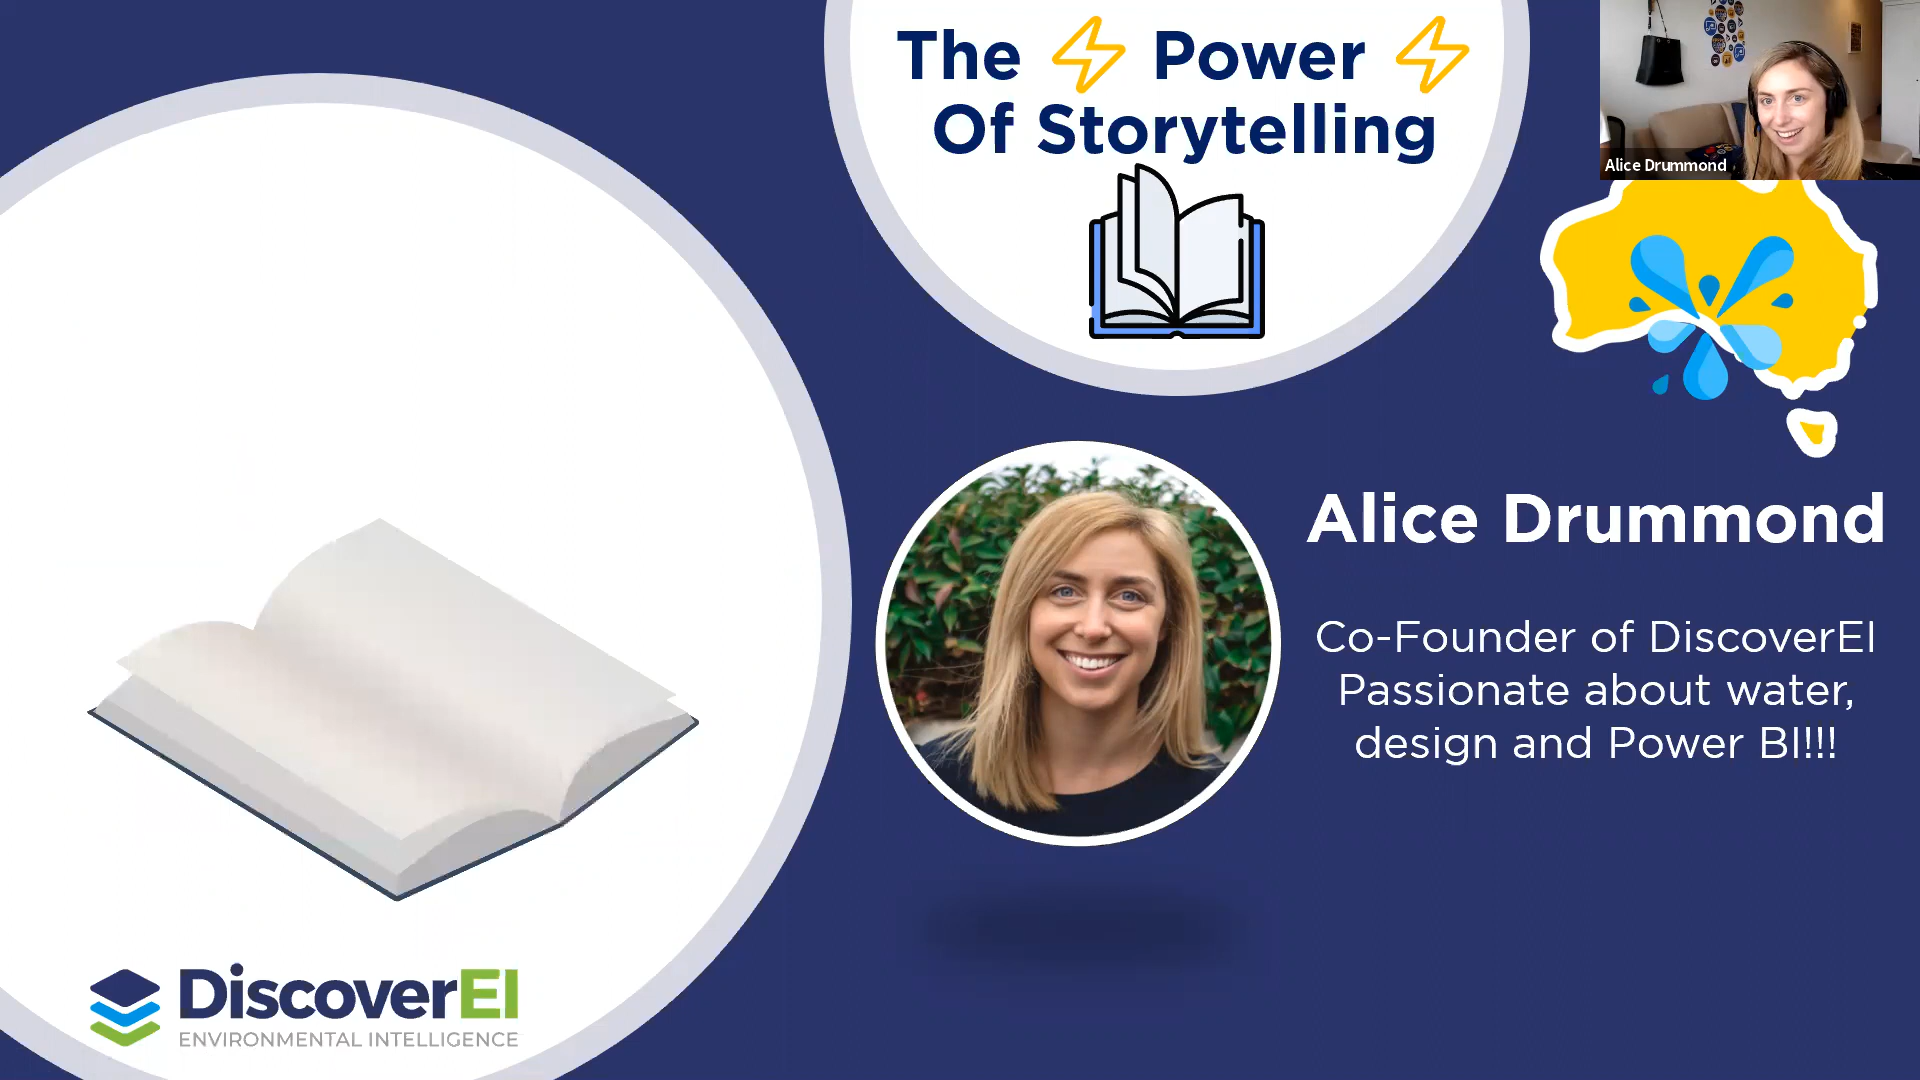 The ⚡ Power ⚡
Of Storytelling
Alice Drummond
Alice Drummond
Co-Founder of DiscoverEI
Passionate about water,
design and Power BI!!!
DiscoverEI
ENVIRONMENTAL INTELLIGENCE